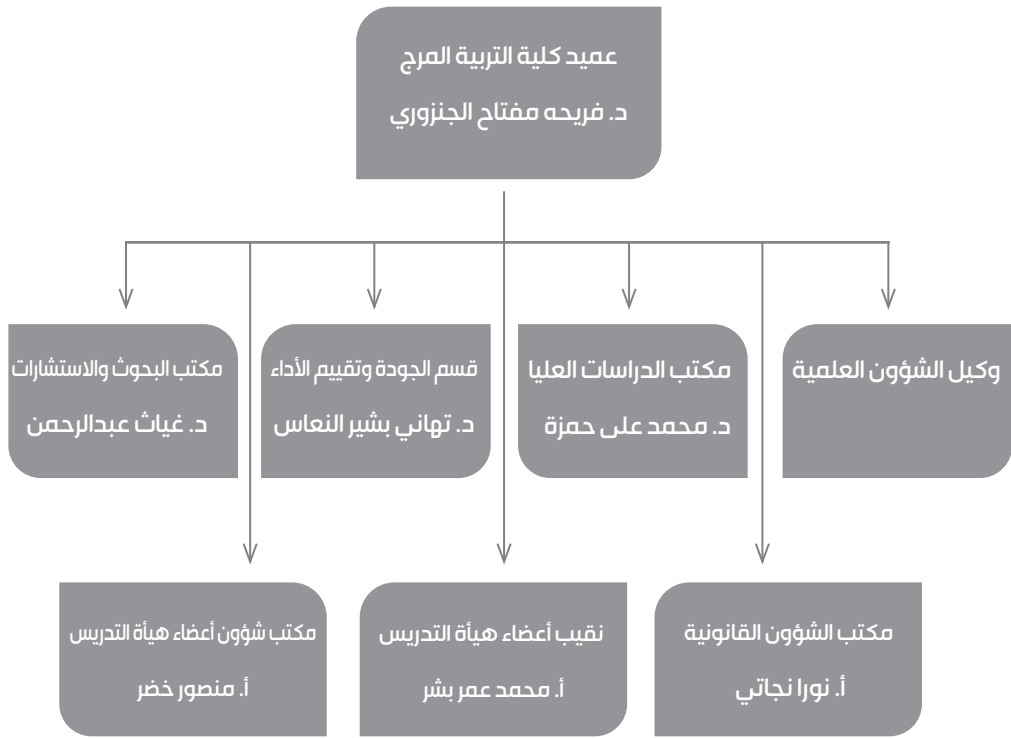 عميد كلية التربية المرج
د. فريحه مفتاح الجنزوري
وكيل الشؤون العلمية
مكتب الدراسات العليا
د. محمد على حمزة
قسم الجودة وتقييم الأداء
د. تهاني بشير النعاس
مكتب البحوث والاستشارات
د. غياث عبدالرحمن
مكتب الشؤون القانونية
أ. نورا نجاتي
نقيب أعضاء هيأة التدريس
أ. محمد عمر بشر
مكتب شؤون أعضاء هيأة التدريس
أ. منصور خضر